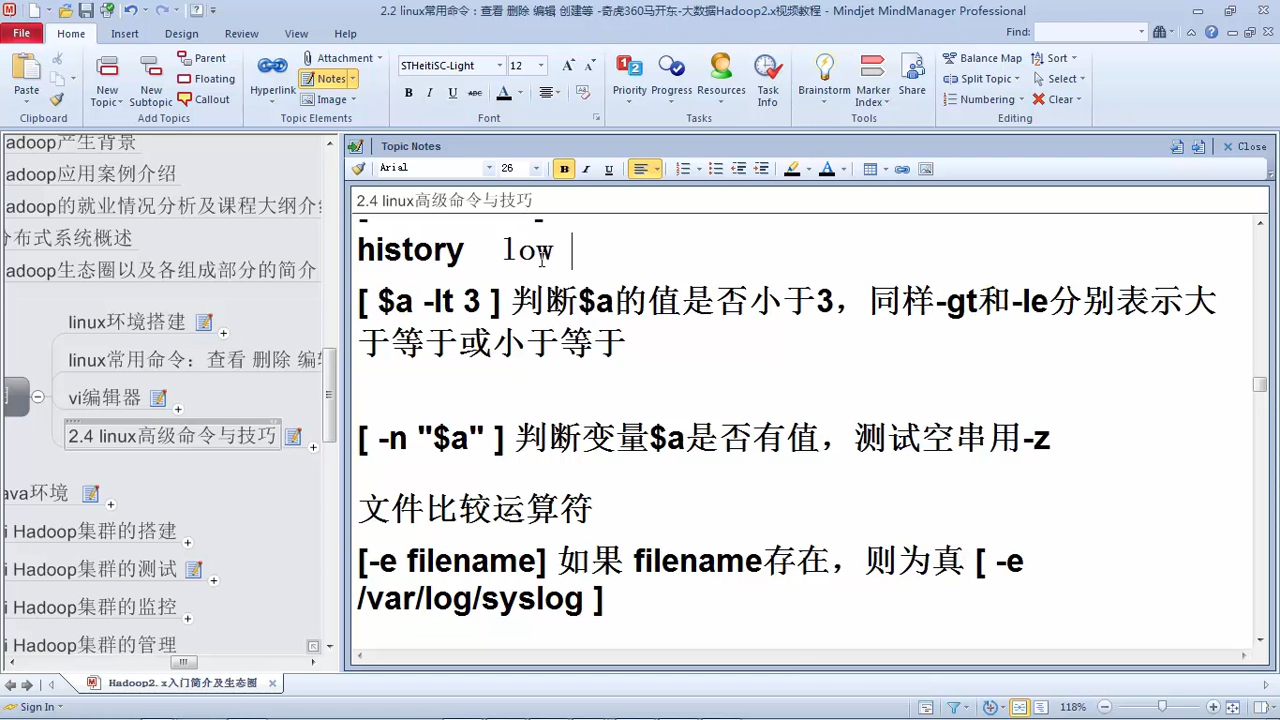 2.2 linux常用命令：查看 删除 编辑 创建等 -奇虎360马开东-大数据Hadoop2.x视频教程 - Mindjet MindManager Professional
File Home Insert Design Review View Help Find:
Paste
Clipboard
New Topic New Subtopic Parent Floating Callout
Add Topics
Hyperlink Attachment Notes Image
Topic Elements
STHeitiSC-Light 12
B I U ABC A
Font
Priority Progress Resources Task Info
Tasks
Brainstorm Marker Index Share
Tools
Balance Map Sort
Split Topic Select
Numbering Clear
Editing
adoop产生背景
adoop应用案例介绍
adoop的就业情况分析及课程大纲介
分布式系统概述
adoop生态圈以及各组成部分的简介
linux环境搭建
linux常用命令：查看 删除 编
vi编辑器
2.4 linux高级命令与技巧
ava环境
i Hadoop集群的搭建
i Hadoop集群的测试
i Hadoop集群的监控
i Hadoop集群的管理
Topic Notes Close
Arial 26 B I U A
2.4 linux高级命令与技巧
history low
[ $a -lt 3 ] 判断$a的值是否小于3，同样-gt和-le分别表示大
于等于或小于等于
[ -n "$a" ] 判断变量$a是否有值，测试空串用-z
文件比较运算符
[-e filename] 如果 filename存在，则为真 [ -e
/var/log/syslog ]
Hadoop2.x入门简介及生态圈
Sign In 118%